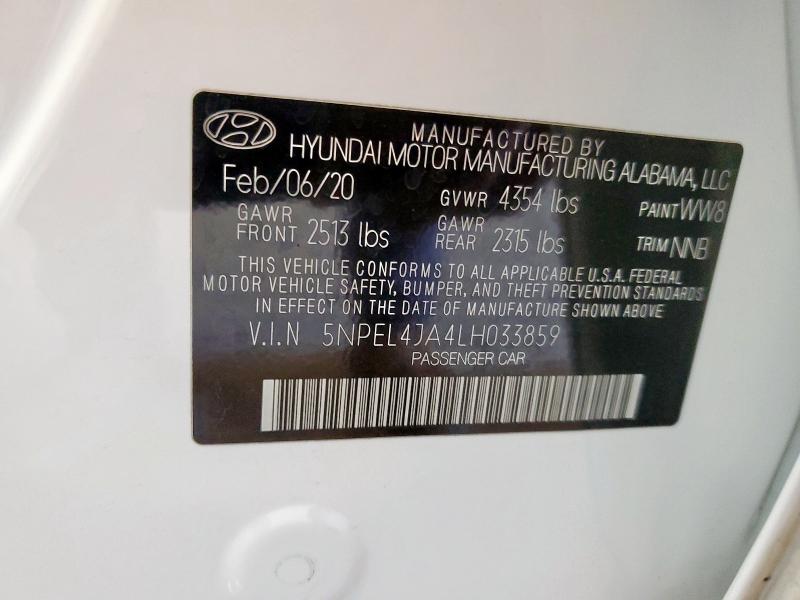 MANUFACTURED BY
HYUNDAI MOTOR MANUFACTURING ALABAMA, LLC
Feb/06/20 GVWR 4354 lbs PAINT WW8
GAWR FRONT 2513 lbs GAWR REAR 2315 lbs TRIM NNB
THIS VEHICLE CONFORMS TO ALL APPLICABLE U.S.A. FEDERAL
MOTOR VEHICLE SAFETY, BUMPER, AND THEFT PREVENTION STANDARDS
IN EFFECT ON THE DATE OF MANUFACTURE SHOWN ABOVE
V.I.N 5NPEL4JA4LH033859
PASSENGER CAR